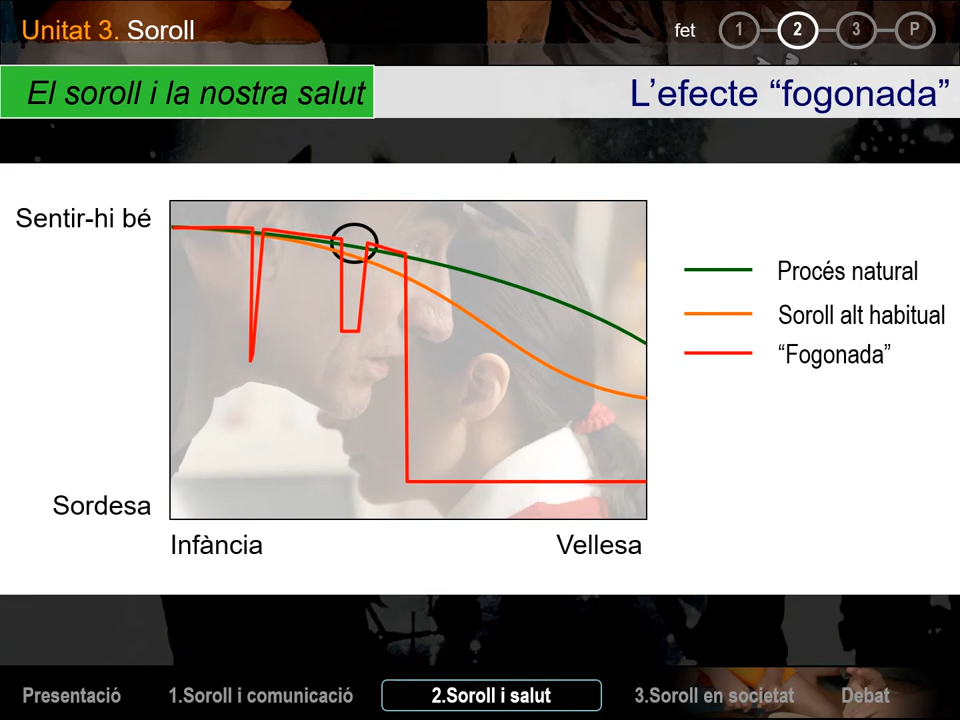 Unitat 3. Soroll
fet 1 2 3 P
El soroll i la nostra salut
L’efecte “fogonada”
Sentir-hi bé
Sordesa
Infància
Vellesa
Procés natural
Soroll alt habitual
“Fogonada”
Presentació
1.Soroll i comunicació
2.Soroll i salut
3.Soroll en societat
Debat